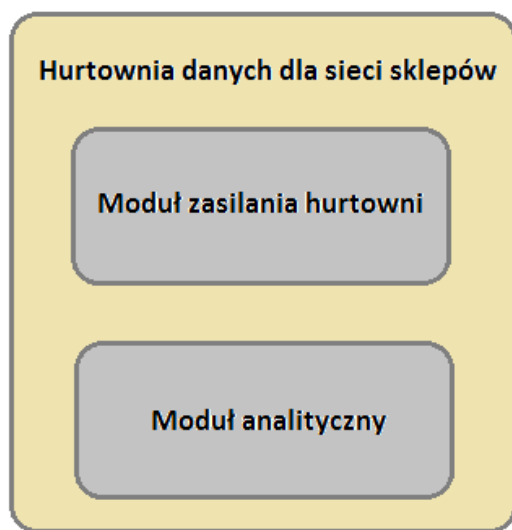 Hurtownia danych dla sieci sklepów
Moduł zasilania hurtowni
Moduł analityczny